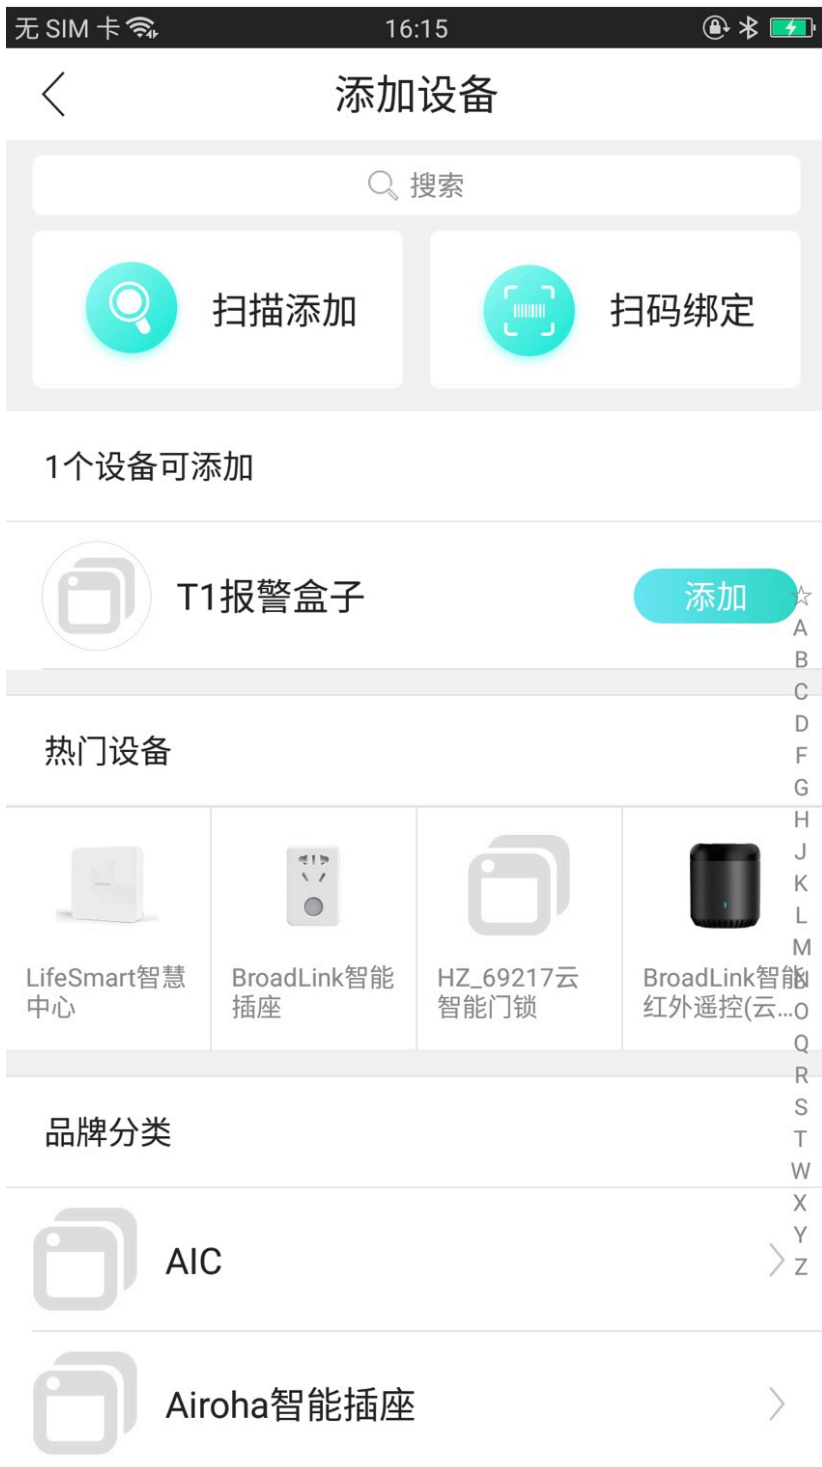 无 SIM 卡
16:15
添加设备
搜索
扫描添加
扫码绑定
1个设备可添加
T1报警盒子
添加
☆
A
B
C
D
F
G
H
J
K
L
M
N
O
Q
R
S
T
W
X
Y
Z
热门设备
LifeSmart智慧
中心
BroadLink智能
插座
HZ_69217云
智能门锁
BroadLink智能
红外遥控(云...
品牌分类
AIC
Airoha智能插座